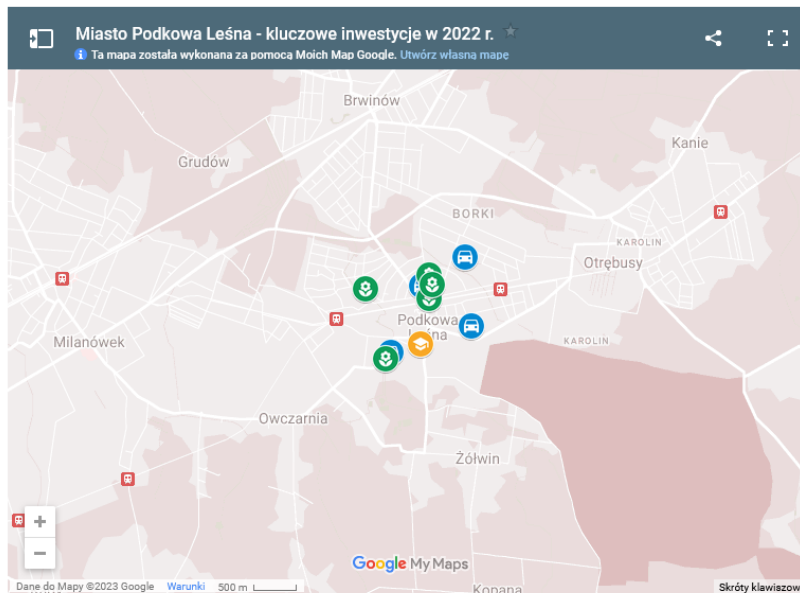 Miasto Podkowa Leśna - kluczowe inwestycje w 2022 r.
Ta mapa została wykonana za pomocą Moich Map Google. Utwórz własną mapę
Brwinów
Kanie
Grudów
BORKI
KAROLIN
Otrębusy
Podkowa
Leśna
Milanówek
KAROLIN
Owczarnia
Żółwin
Google My Maps
Dane do Mapy ©2023 Google
Warunki
500 m
Kopana
Skróty klawiszow